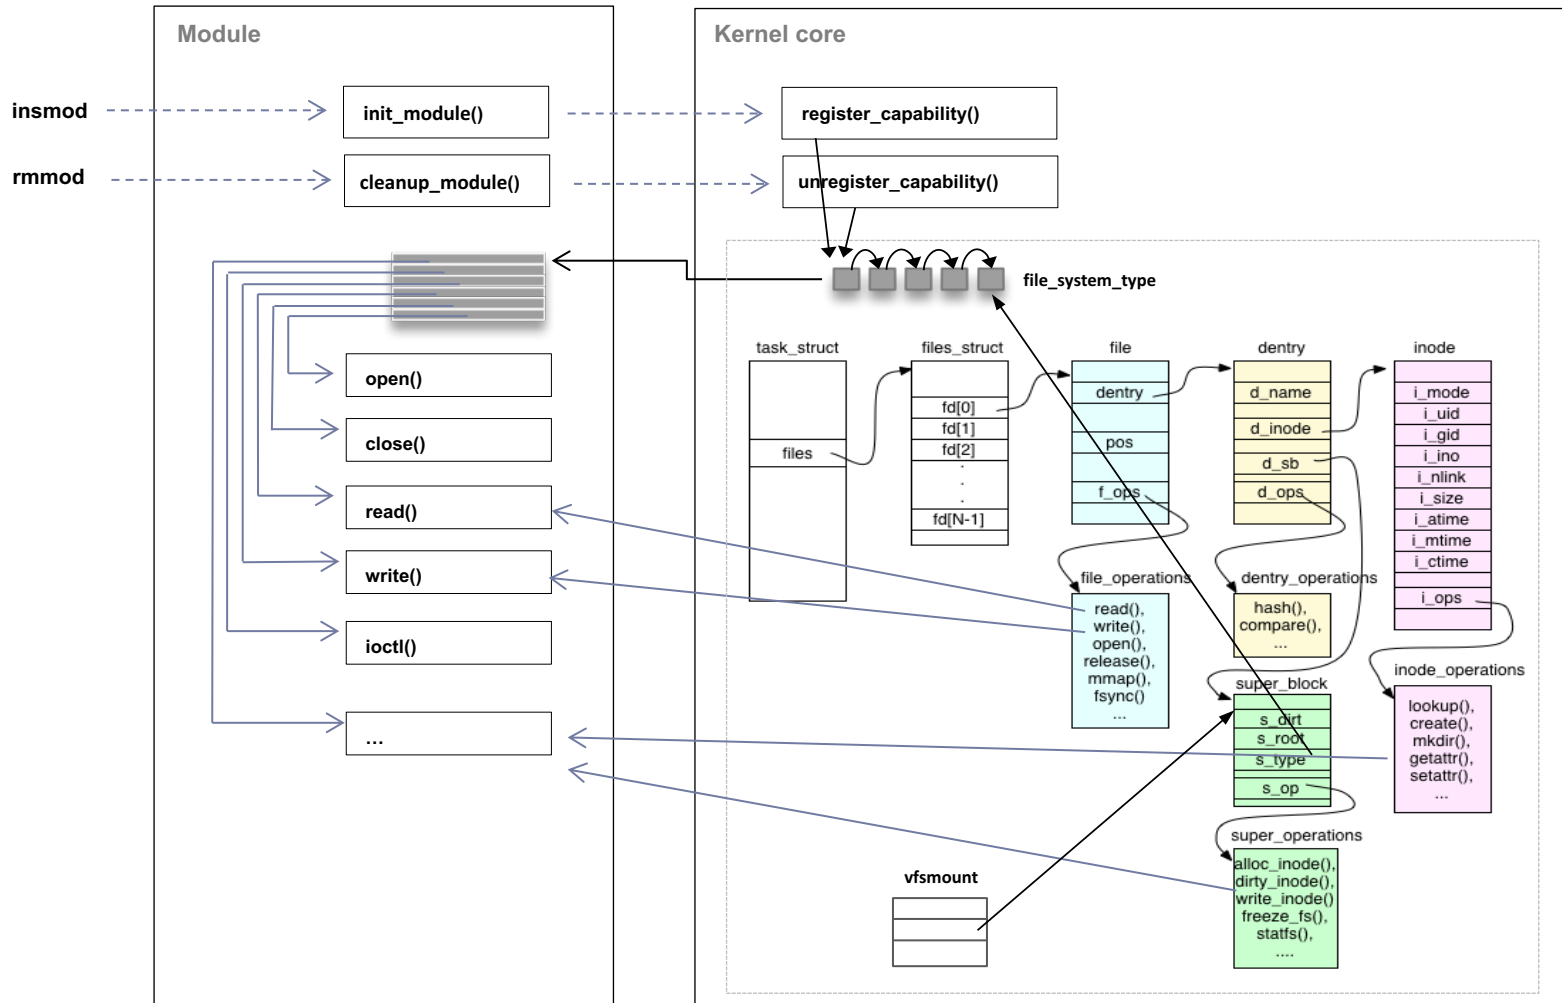 Module
Kernel core
insmod
init_module()
register_capability()
rmmod
cleanup_module()
unregister_capability()
file_system_type
open()
close()
read()
write()
ioctl()
...
task_struct
files
files_struct
fd[0]
fd[1]
fd[2]
.
.
.
fd[N-1]
file
dentry
pos
f_ops
dentry
d_name
d_inode
d_sb
d_ops
inode
i_mode
i_uid
i_gid
i_ino
i_nlink
i_size
i_atime
i_mtime
i_ctime
i_ops
file_operations
read(),
write(),
open(),
release(),
mmap(),
fsync()
...
dentry_operations
hash(),
compare(),
...
super_block
s_dirt
s_root
s_type
s_op
inode_operations
lookup(),
create(),
mkdir(),
getattr(),
setattr(),
...
super_operations
alloc_inode(),
dirty_inode(),
write_inode()
freeze_fs(),
statfs(),
....
vfsmount